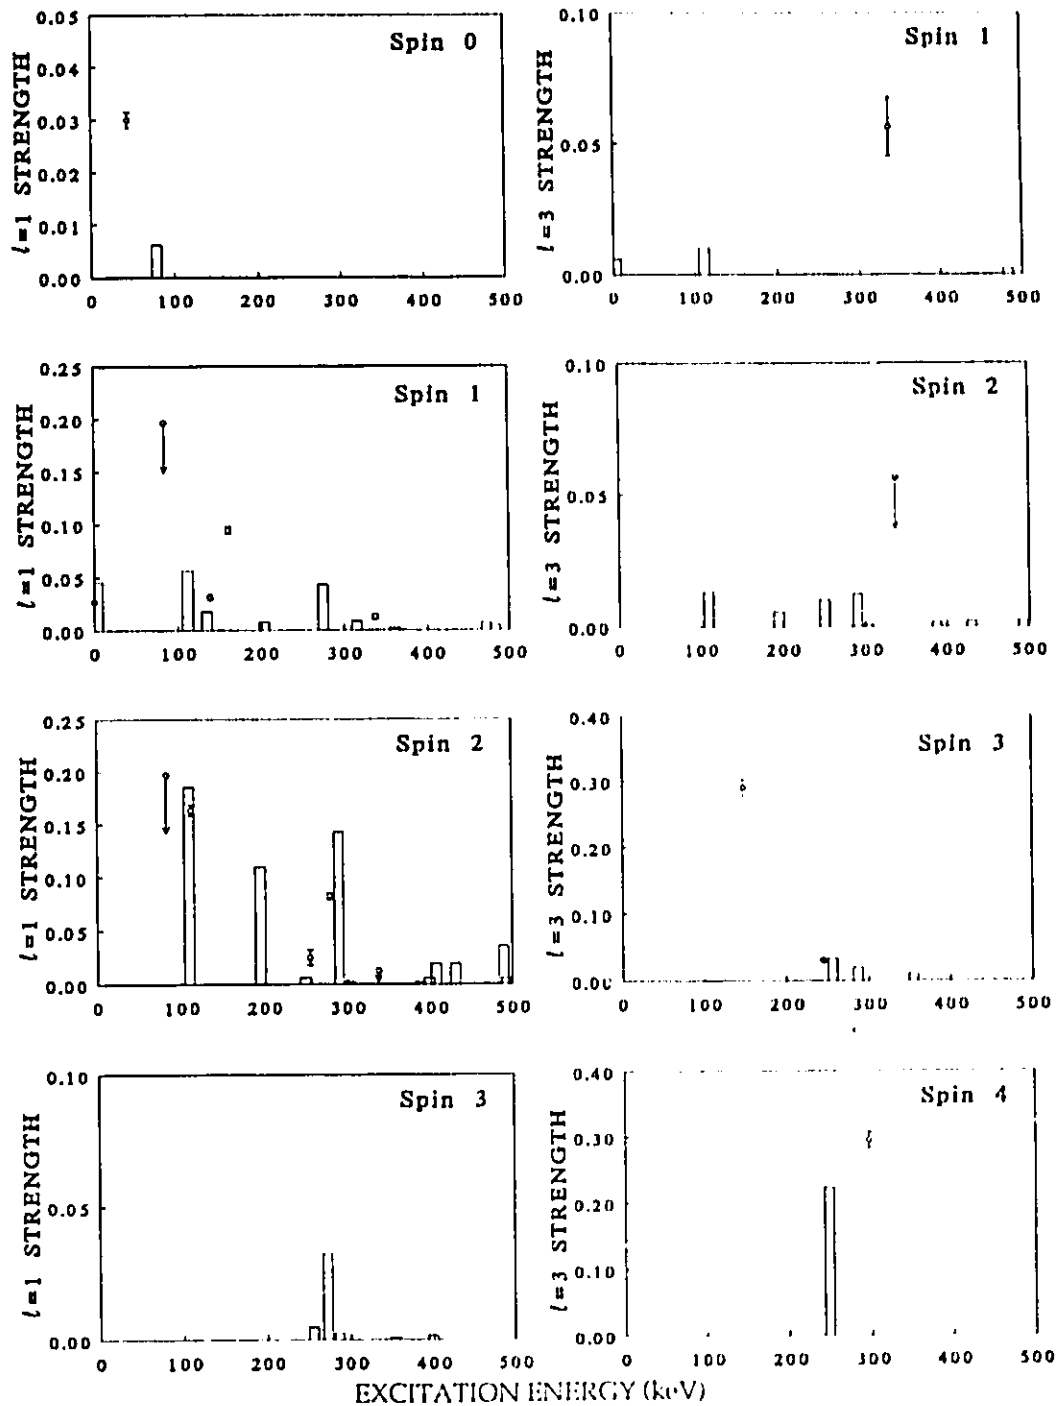 Spin 0
l=1 STRENGTH
0.05
0.04
0.03
0.02
0.01
0.00
0 100 200 300 400 500
Spin 1
l=3 STRENGTH
0.10
0.05
0.00
0 100 200 300 400 500
Spin 1
l=1 STRENGTH
0.25
0.20
0.15
0.10
0.05
0.00
0 100 200 300 400 500
Spin 2
l=3 STRENGTH
0.10
0.05
0.00
0 100 200 300 400 500
Spin 2
l=1 STRENGTH
0.25
0.20
0.15
0.10
0.05
0.00
0 100 200 300 400 500
Spin 3
l=3 STRENGTH
0.40
0.30
0.20
0.10
0.00
0 100 200 300 400 500
Spin 3
l=1 STRENGTH
0.10
0.05
0.00
0 100 200 300 400 500
Spin 4
l=3 STRENGTH
0.40
0.30
0.20
0.10
0.00
0 100 200 300 400 500
EXCITATION ENERGY (keV)